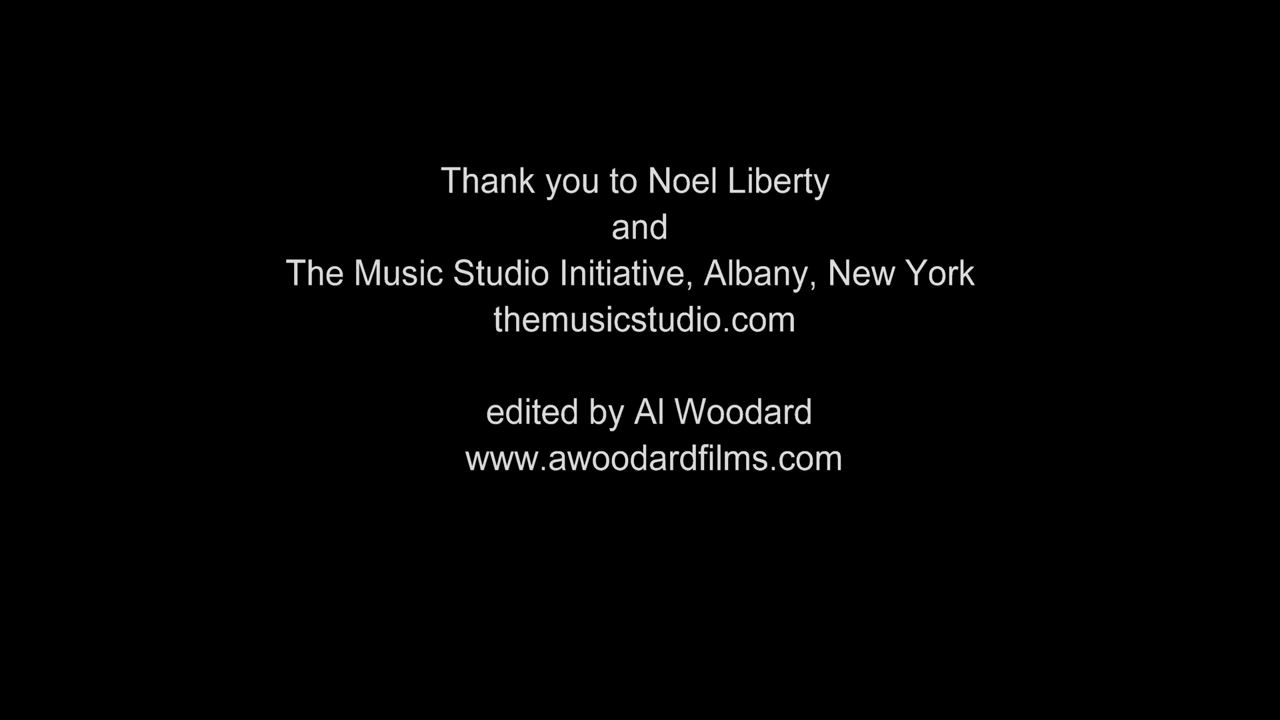 Thank you to Noel Liberty
and
The Music Studio Initiative, Albany, New York
themusicstudio.com
edited by Al Woodard
www.awoodardfilms.com